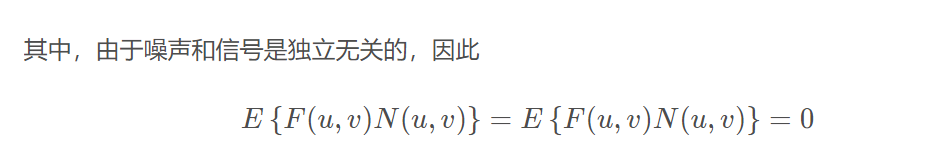 其中，由于噪声和信号是独立无关的，因此
E {F(u, v)N(u, v)} = E {F(u, v)N(u, v)} = 0